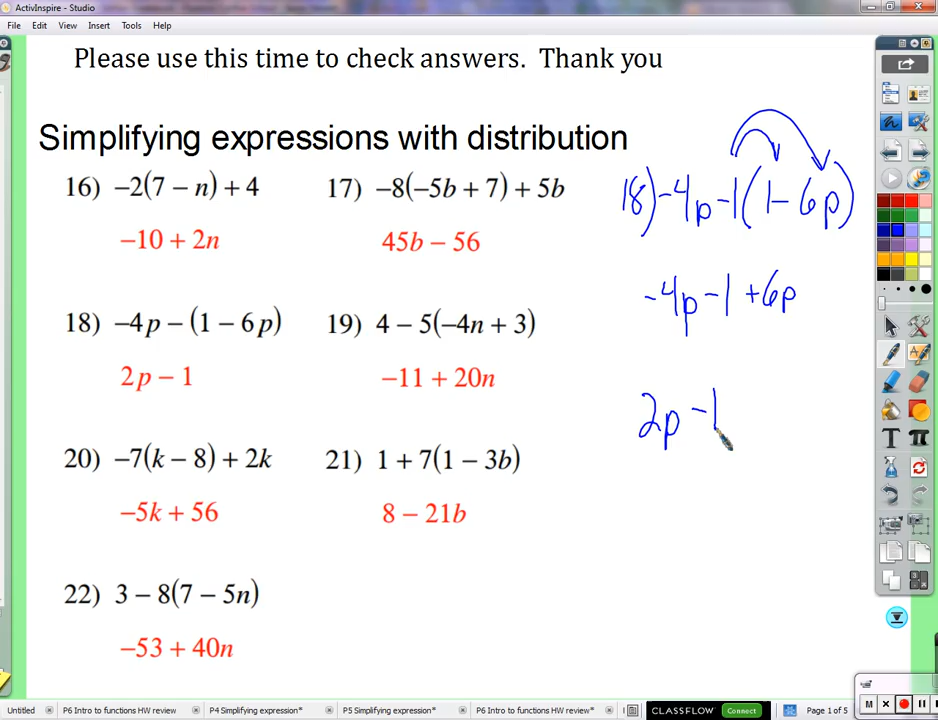 ActivInspire - Studio
File Edit View Insert Tools Help
Please use this time to check answers. Thank you
Simplifying expressions with distribution
16) −2(7 − n) + 4
17) −8(−5b + 7) + 5b
−10 + 2n
45b − 56
18) -4p -1(1 - 6p)
-4p -1 +6p
2p -1
18) −4p − (1 − 6p)
19) 4 − 5(−4n + 3)
2p − 1
−11 + 20n
20) −7(k − 8) + 2k
21) 1 + 7(1 − 3b)
−5k + 56
8 − 21b
22) 3 − 8(7 − 5n)
−53 + 40n
T π
Untitled P6 Intro to functions HW review P4 Simplifying expression* P5 Simplifying expression* P6 Intro to functions HW review* CLASSFLOW Connect Page 1 of 5
M